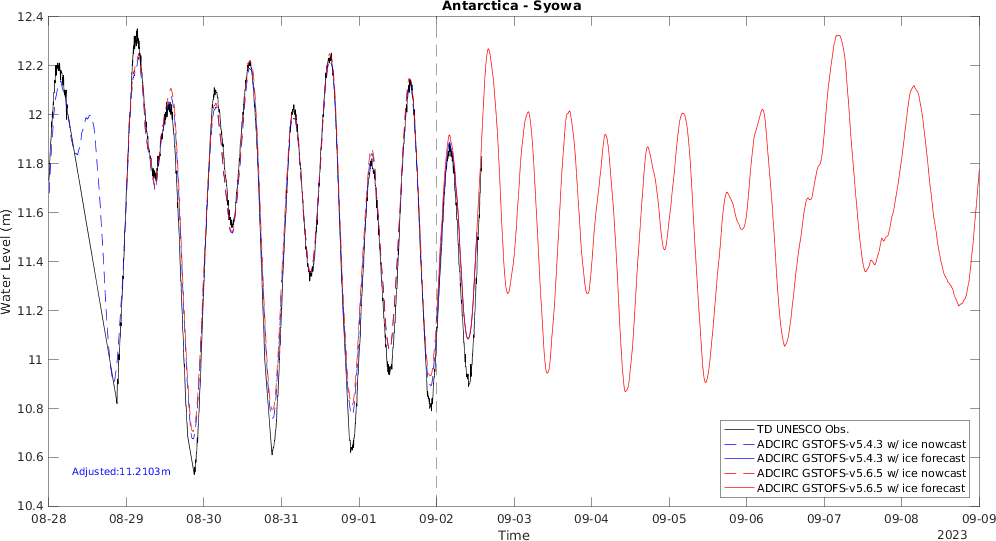 Antarctica - Syowa
12.4
12.2
12
11.8
11.6
11.4
11.2
11
10.8
10.6
10.4
Water Level (m)
Adjusted:11.2103m
TD UNESCO Obs.
ADCIRC GSTOFS-v5.4.3 w/ ice nowcast
ADCIRC GSTOFS-v5.4.3 w/ ice forecast
ADCIRC GSTOFS-v5.6.5 w/ ice nowcast
ADCIRC GSTOFS-v5.6.5 w/ ice forecast
08-28 08-29 08-30 08-31 09-01 09-02 09-03 09-04 09-05 09-06 09-07 09-08 09-09
Time
2023